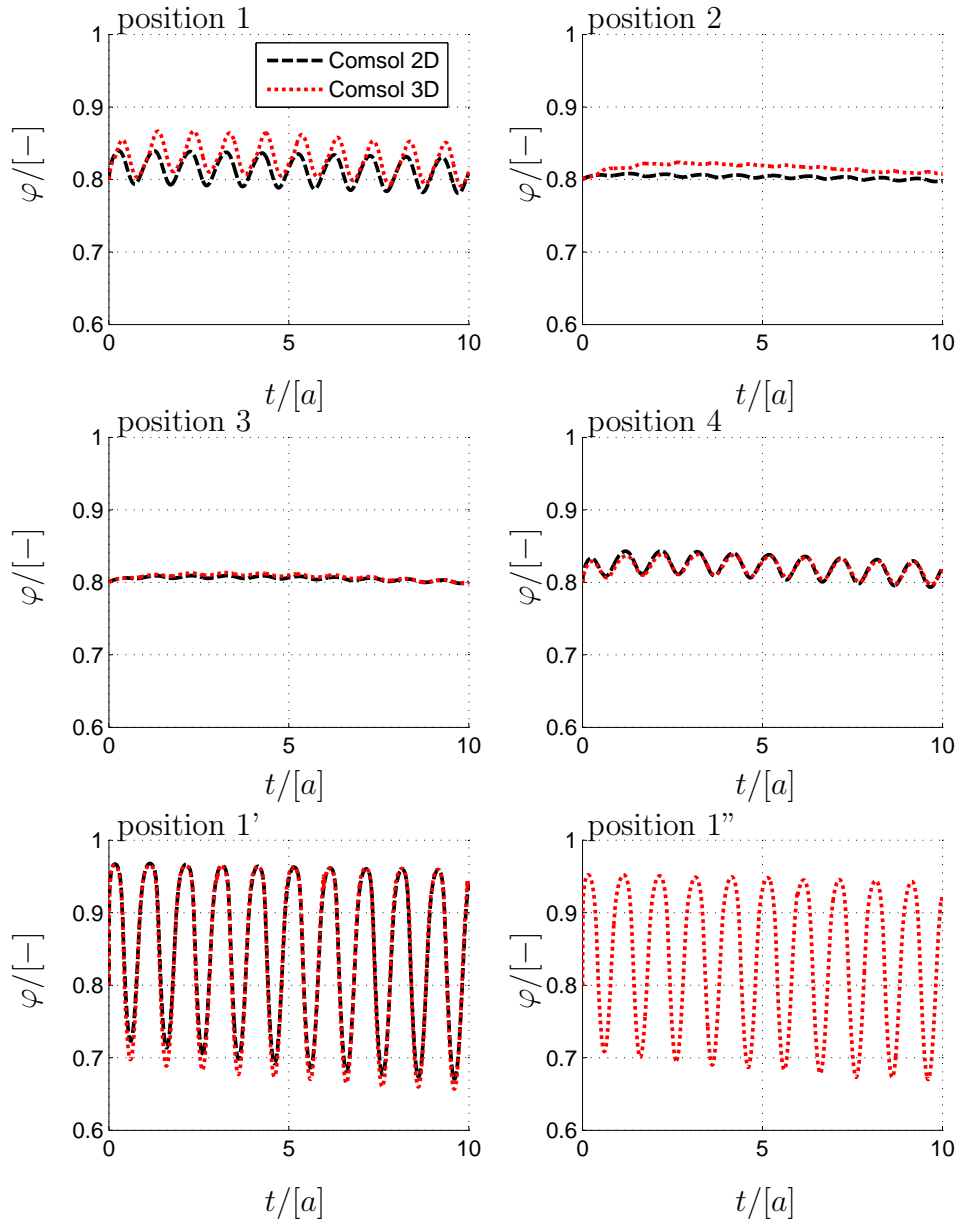 position 1
1
0.9
0.8
0.7
0.6
φ/[−]
0
5
10
t/[a]
Comsol 2D
Comsol 3D
position 2
1
0.9
0.8
0.7
0.6
φ/[−]
0
5
10
t/[a]
position 3
1
0.9
0.8
0.7
0.6
φ/[−]
0
5
10
t/[a]
position 4
1
0.9
0.8
0.7
0.6
φ/[−]
0
5
10
t/[a]
position 1'
1
0.9
0.8
0.7
0.6
φ/[−]
0
5
10
t/[a]
position 1”
1
0.9
0.8
0.7
0.6
φ/[−]
0
5
10
t/[a]